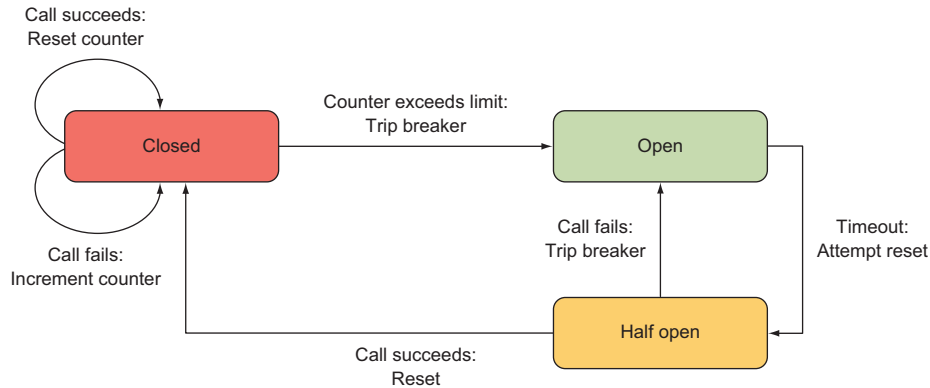 Call succeeds:
Reset counter
Counter exceeds limit:
Trip breaker
Closed
Open
Call fails:
Increment counter
Call fails:
Trip breaker
Timeout:
Attempt reset
Half open
Call succeeds:
Reset